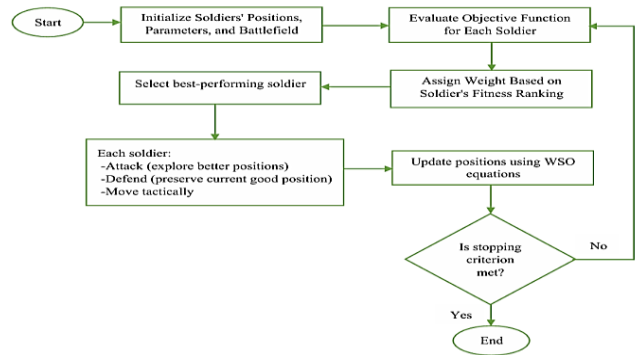 Start
Initialize Soldiers' Positions,
Parameters, and Battlefield
Evaluate Objective Function
for Each Soldier
Assign Weight Based on
Soldier's Fitness Ranking
Select best-performing soldier
Each soldier:
-Attack (explore better positions)
-Defend (preserve current good position)
-Move tactically
Update positions using WSO
equations
Is stopping
criterion
met?
No
Yes
End